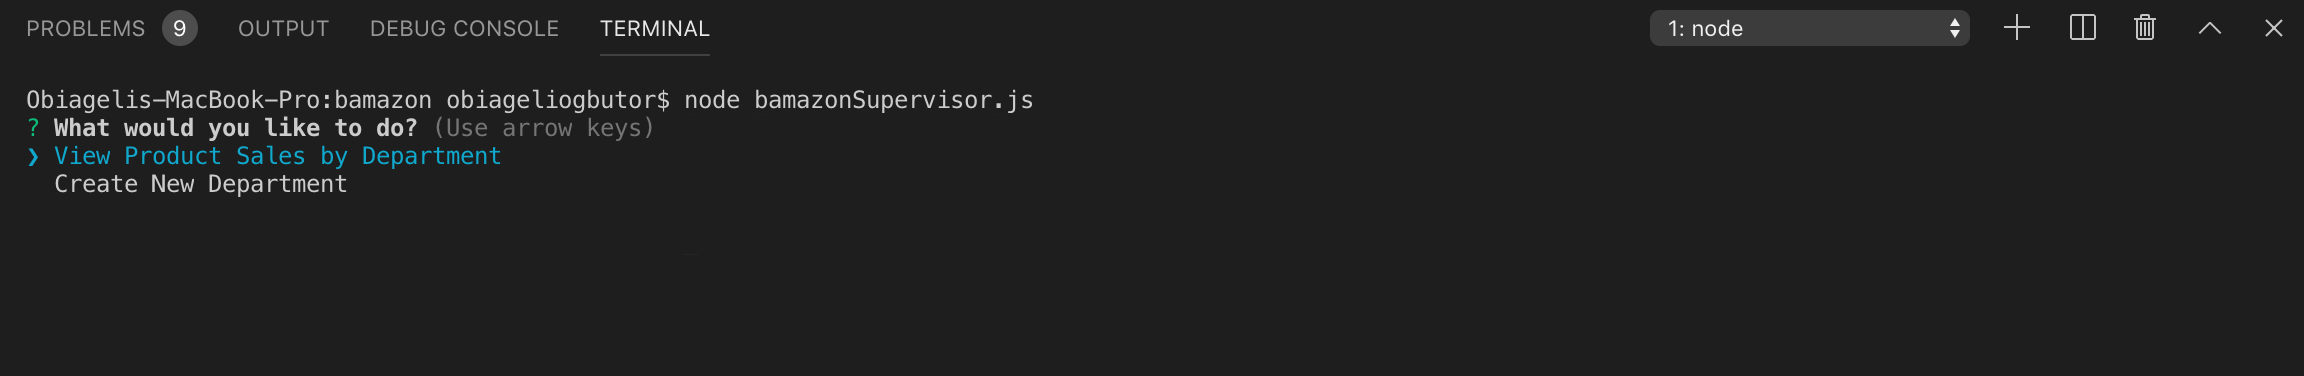 PROBLEMS 9 OUTPUT DEBUG CONSOLE TERMINAL 1: node
Obiagelis-MacBook-Pro:bamazon obiageliogbutor$ node bamazonSupervisor.js
? What would you like to do? (Use arrow keys)
❯ View Product Sales by Department
Create New Department